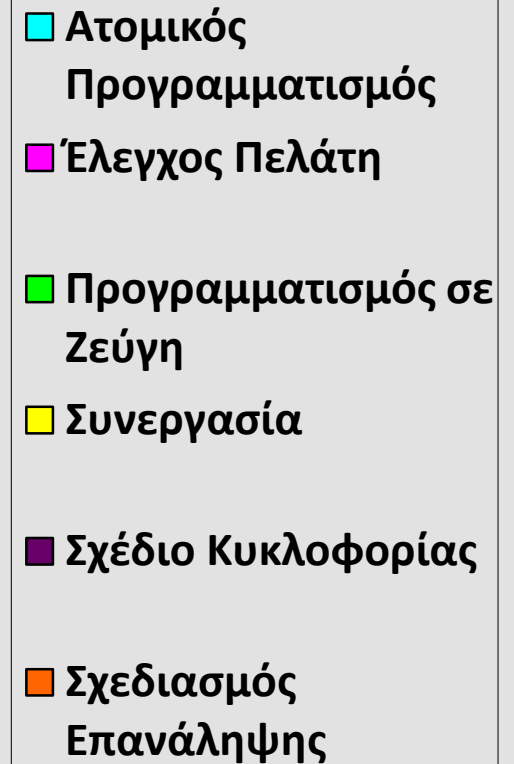 Ατομικός
Προγραμματισμός
Έλεγχος Πελάτη
Προγραμματισμός σε
Ζεύγη
Συνεργασία
Σχέδιο Κυκλοφορίας
Σχεδιασμός
Επανάληψης